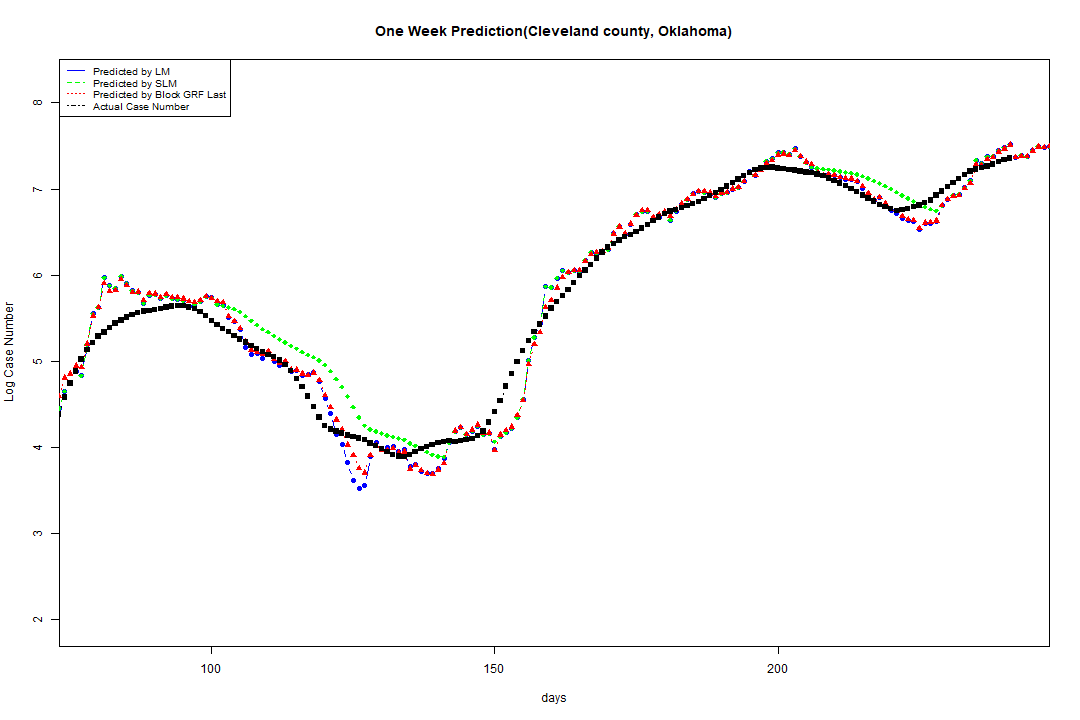 One Week Prediction(Cleveland county, Oklahoma)
Predicted by LM
Predicted by SLM
Predicted by Block GRF Last
Actual Case Number
8
7
6
5
4
3
2
Log Case Number
100 150 200
days